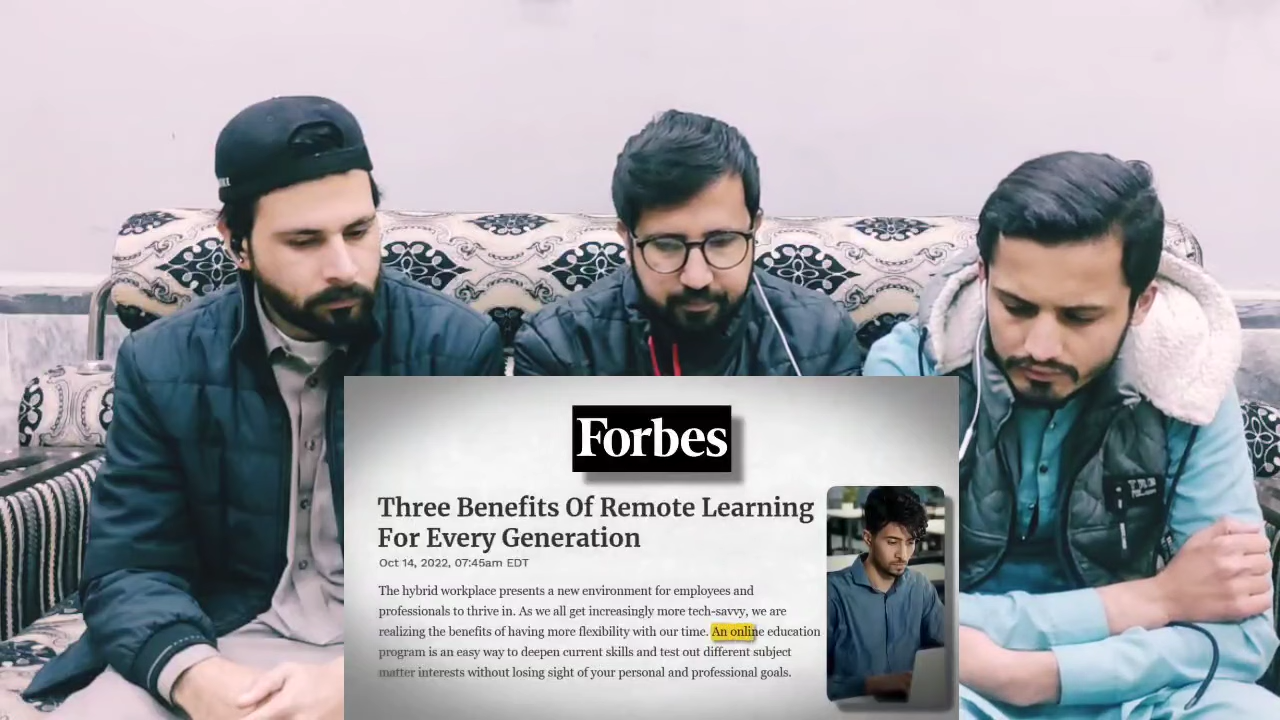 Forbes
Three Benefits Of Remote Learning
For Every Generation
Oct 14, 2022, 07:45am EDT
The hybrid workplace presents a new environment for employees and
professionals to thrive in. As we all get increasingly more tech-savvy, we are
realizing the benefits of having more flexibility with our time. An online education
program is an easy way to deepen current skills and test out different subject
matter interests without losing sight of your personal and professional goals.